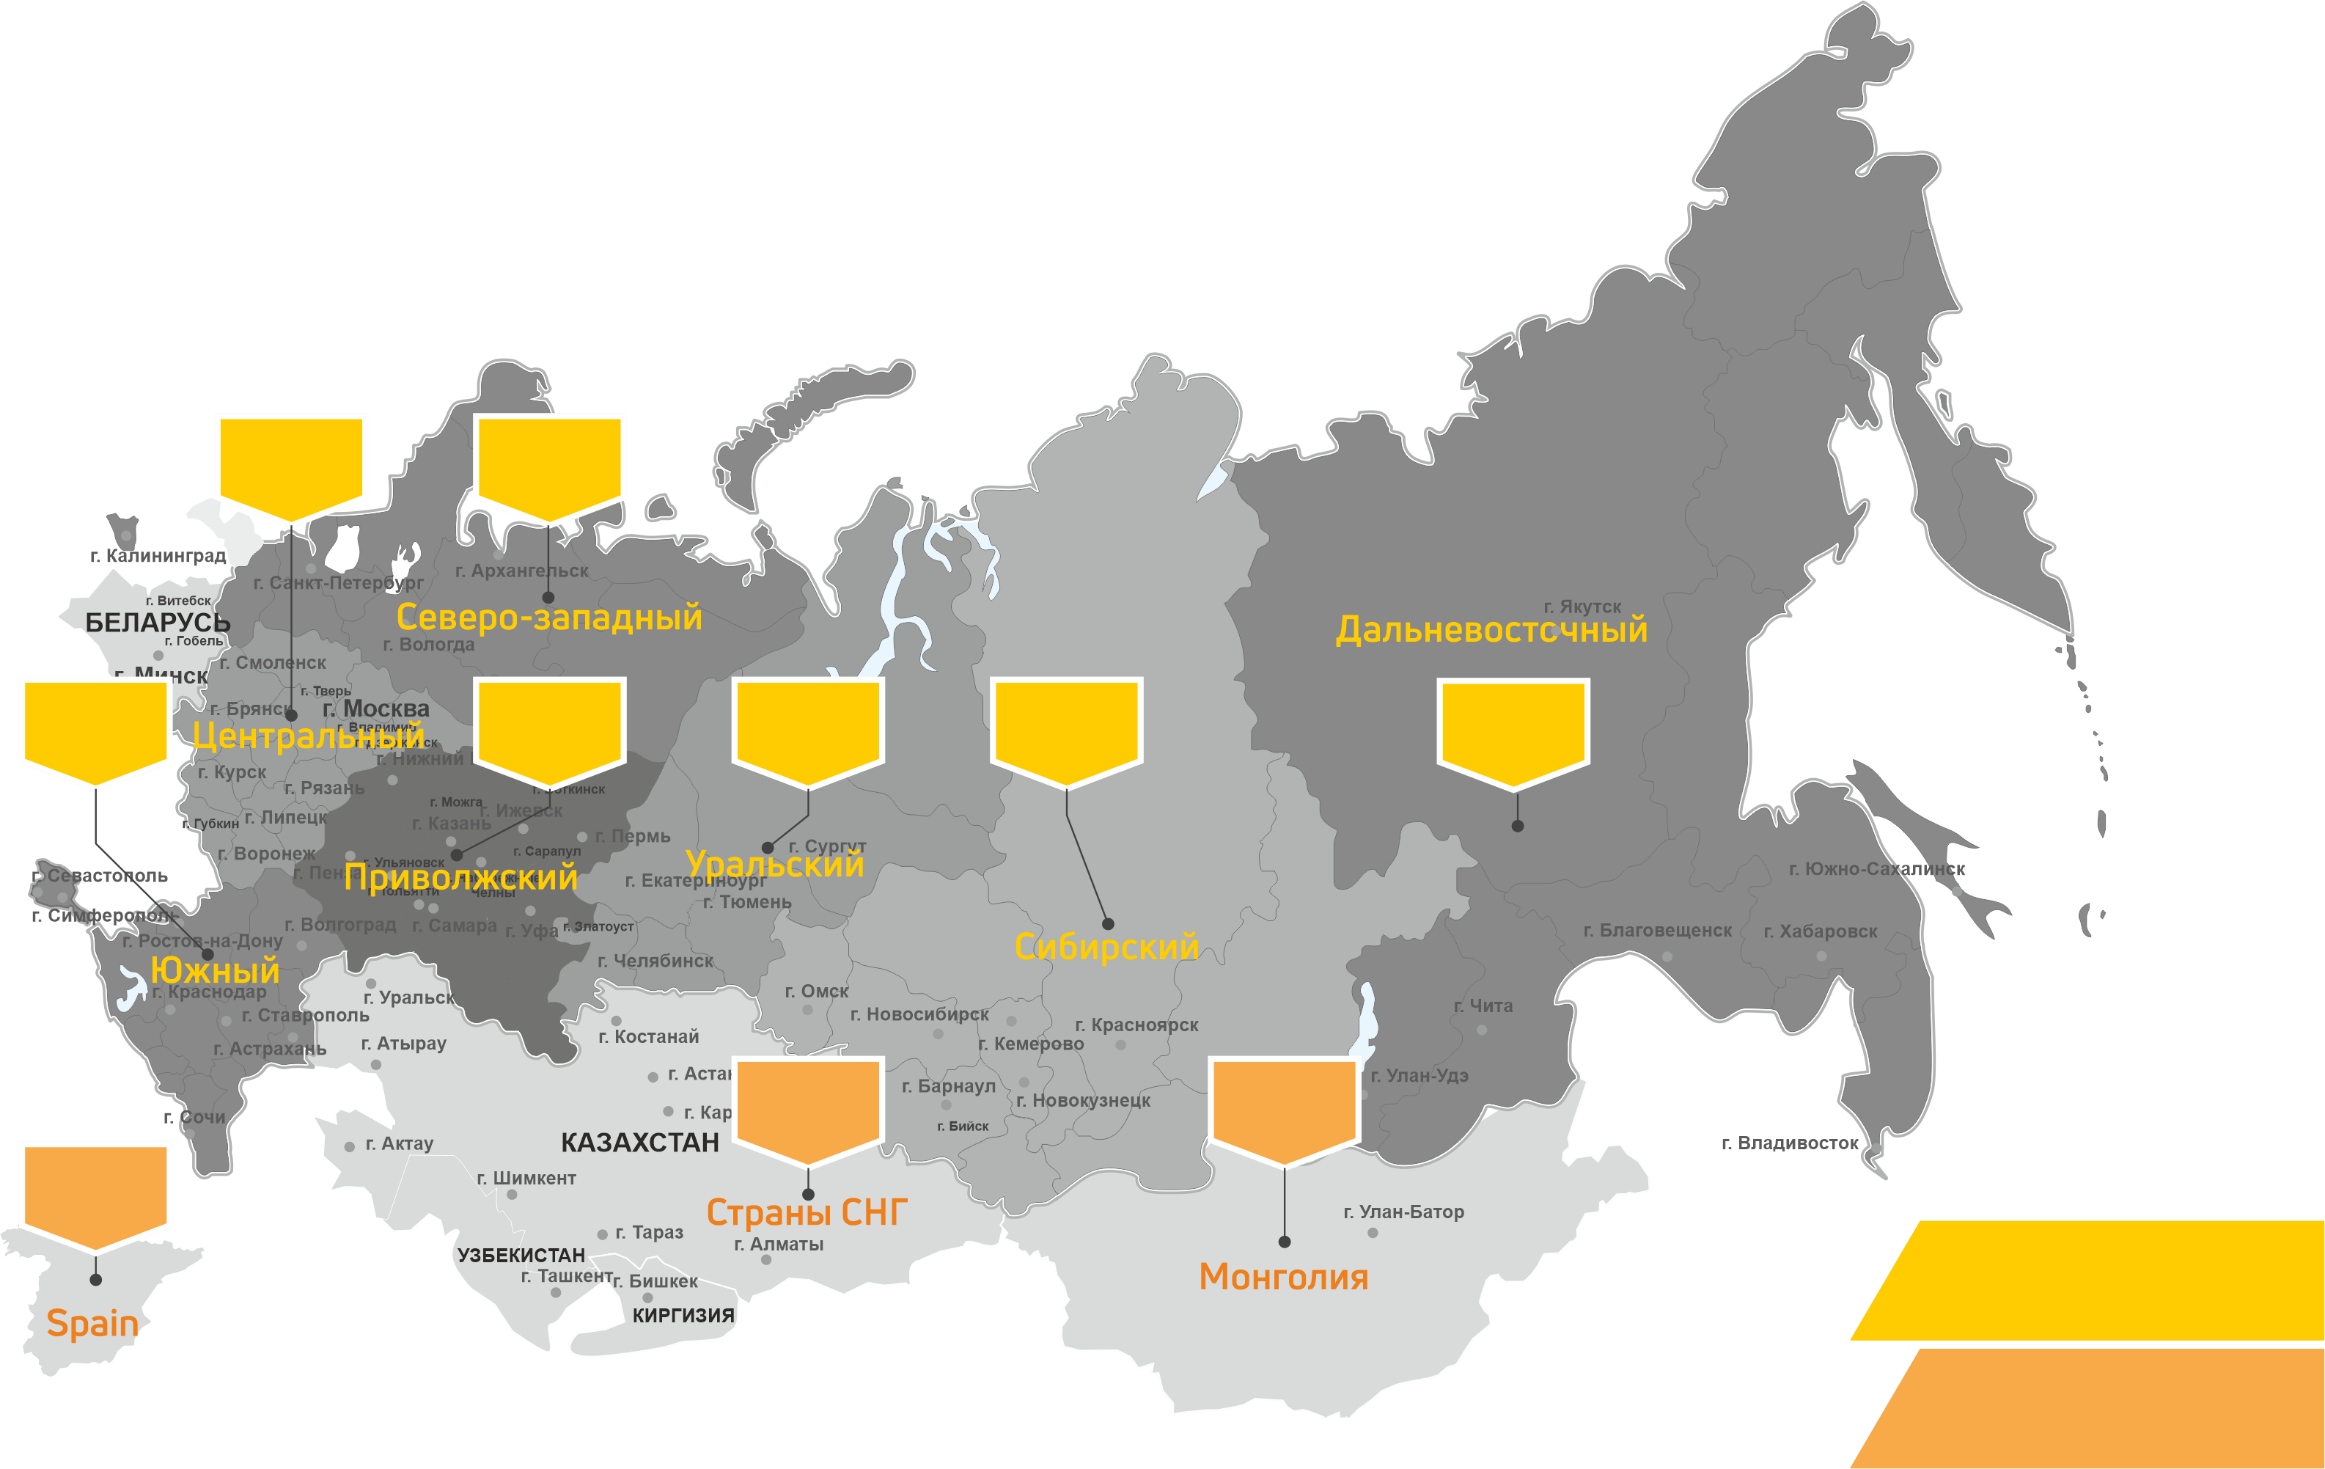 г. Калининград
г. Архангельск
г. Санкт-Петербург
г. Витебск
БЕЛАРУСЬ
Северо-западный
г. Якутск
Дальневосточный
г. Гобель
г. Вологда
г. Смоленск
г. Минск
г. Тверь
г. Брянск
г. Москва
г. Владимир
Центральный
г. Нижний
г. Курск
г. Рязань
г. Можга
г. Ижевск
г. Липецк
г. Губкин
г. Казань
г. Пермь
г. Воронеж
г. Сарапул
г. Сургут
г. Ульяновск
Уральский
г. Севастополь
г. Пенза
Приволжский
г. Екатеринбург
г. Южно-Сахалинск
Челны
г. Тюмень
г. Симферополь
г. Волгоград
г. Самара
г. Уфа
г. Златоуст
г. Благовещенск
г. Хабаровск
г. Ростов-на-Дону
Сибирский
г. Челябинск
Южный
г. Краснодар
г. Уральск
г. Омск
г. Чита
г. Ставрополь
г. Новосибирск
г. Красноярск
г. Костанай
г. Астрахань
г. Атырау
г. Кемерово
г. Улан-Удэ
г. Барнаул
г. Новокузнецк
г. Сочи
г. Бийск
г. Актау
КАЗАХСТАН
г. Владивосток
г. Шимкент
Страны СНГ
г. Улан-Батор
г. Тараз
г. Алматы
УЗБЕКИСТАН
г. Ташкент
г. Бишкек
Монголия
КИРГИЗИЯ
Spain